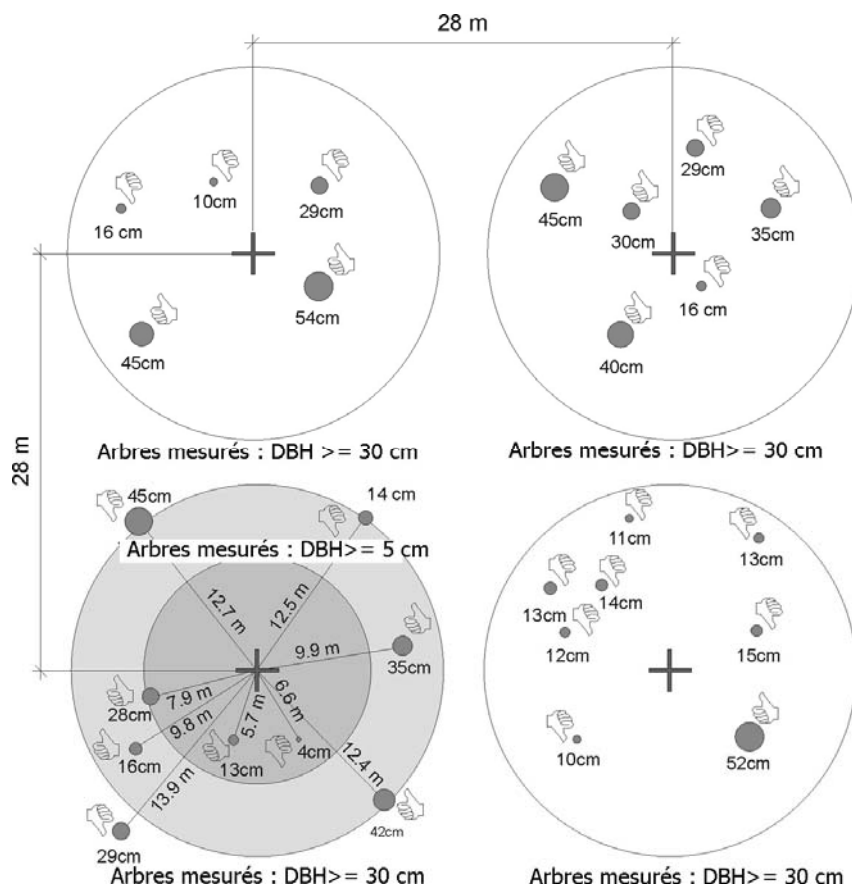 28 m
10cm
29cm
16 cm
54cm
45cm
Arbres mesurés : DBH >= 30 cm
29cm
45cm
30cm
35cm
16 cm
40cm
Arbres mesurés : DBH>= 30 cm
28 m
45cm
14 cm
Arbres mesurés : DBH>= 5 cm
12.7 m
12.5 m
9.9 m
35cm
7.9 m
28cm
6.6 m
9.8 m
5.7 m
16cm
13cm
4cm
13.9 m
12.4 m
42cm
29cm
Arbres mesurés : DBH>= 30 cm
11cm
13cm
13cm
14cm
12cm
15cm
10cm
52cm
Arbres mesurés : DBH>= 30 cm